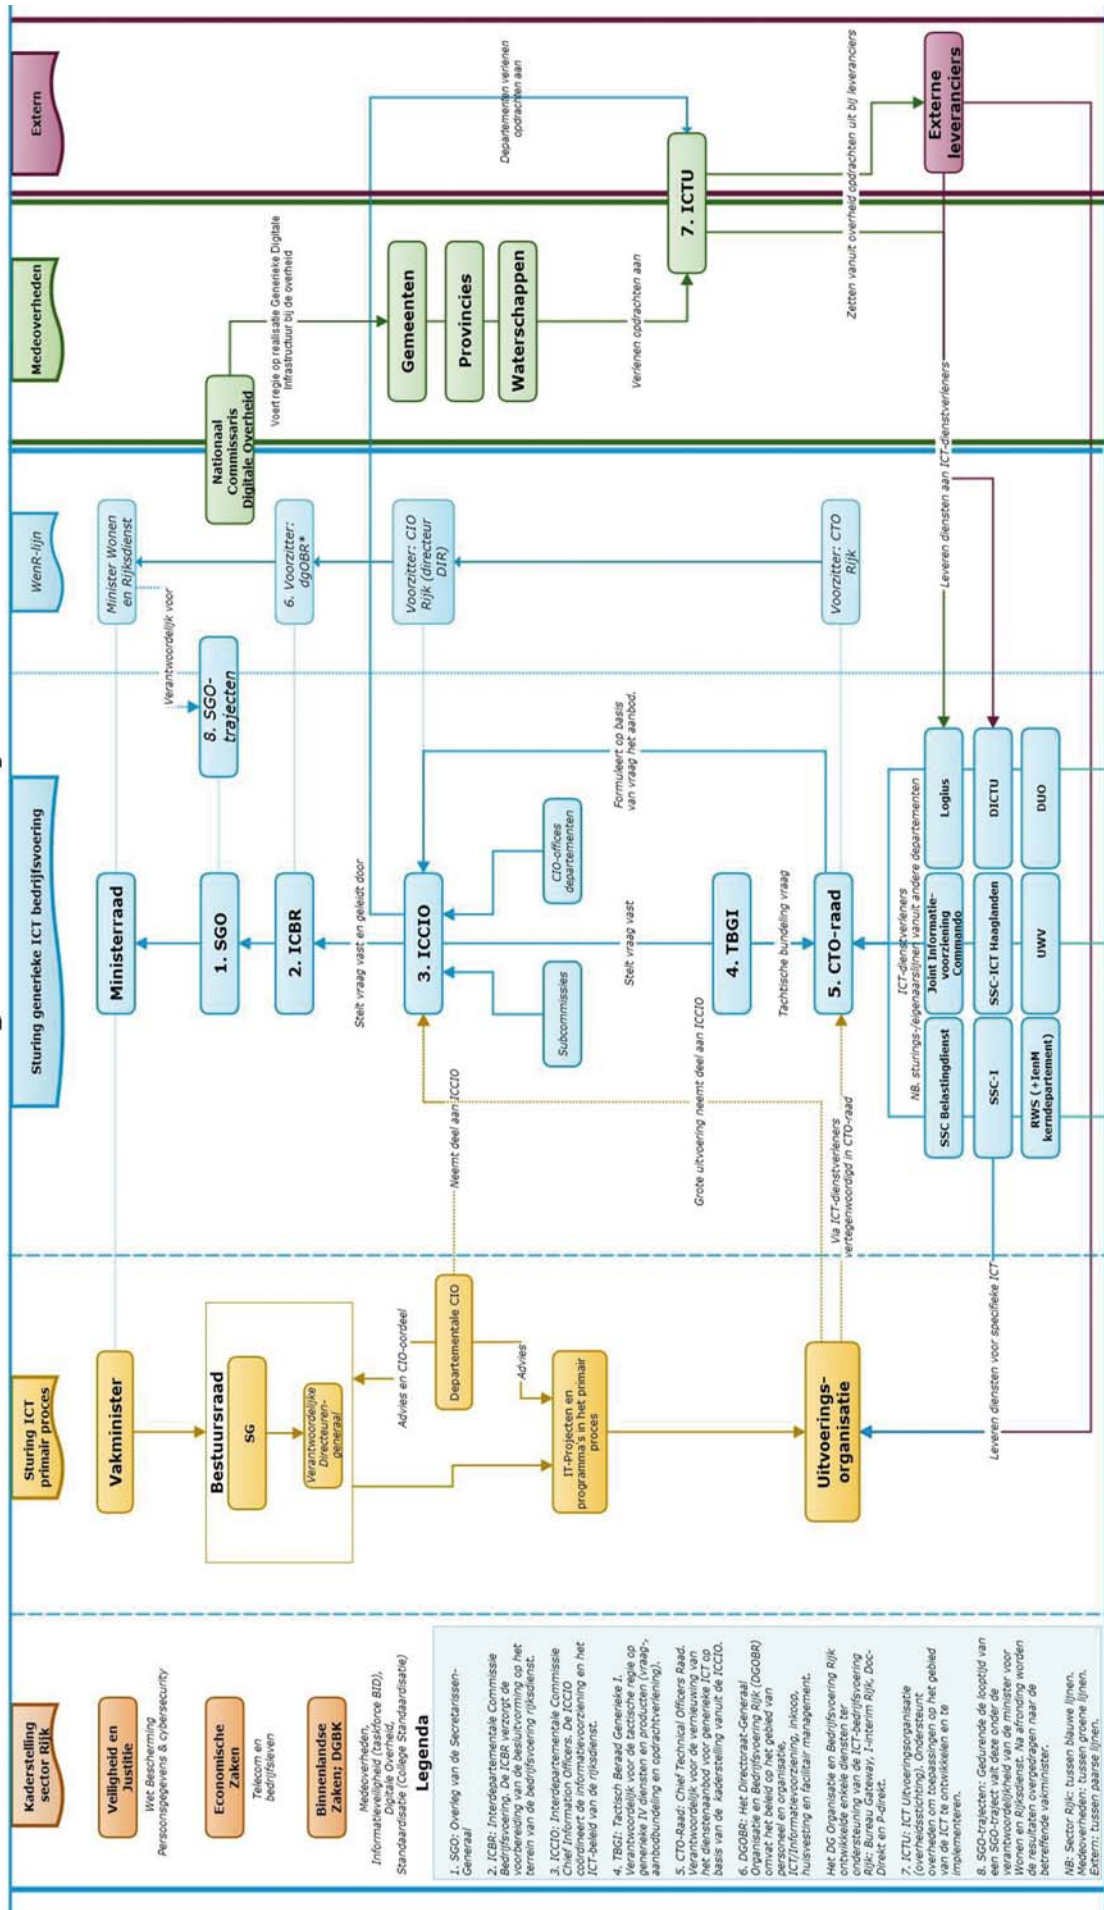 Kaderstelling
sector Rijk
Veiligheid en
Justitie
Wet Bescherming
Persoonsgegevens & cybersecurity
Economische
Zaken
Telecon en
bedrijfsleven
Binnenlandse
Zaken; DGBK
Medeoverheden,
Informatieveiligheid (taskforce BID),
Digitale Overheid,
Standaardisatie (College Standaardisatie)
Legenda
1. SGO: Overleg van de Secretarissen-
Generaal
2. ICBR: Interdepartementale Commissie
Bedrijfsvoering. De ICBR verzorgt de
voorbereiding van de besluitvorming op het
terrein van de bedrijfsvoering rijksdienst.
3. ICCIO: Interdepartementale Commissie
Chief Information Officers. De ICCIO
coördineert de informatievoorziening en het
ICT-beleid van de rijksdienst.
4. TBGI: Tactisch Beraad Generieke I.
Verantwoordelijk voor de tactische regie op
generieke IV diensten en producten (vraag-,
aanbodbundeling en opdrachtverlening).
5. CTO-Raad: Chief Technical Officers Raad.
Verantwoordelijk voor de vernieuwing van
het dienstenaanbod voor generieke ICT op
basis van de kaderstelling vanuit de ICCIO.
6. DGOBR: Het Directoraat-Generaal
Organisatie en Bedrijfsvoering Rijk (DGOBR)
omvat het beleid op het gebied van
personeel en organisatie,
ICT/Informatievoorziening, inkoop,
huisvesting en facilitair management.
Het DG Organisatie en Bedrijfsvoering Rijk
ontwikkelde enkele diensten ter
ondersteuning van de ICT-bedrijfsvoering
Rijk: Bureau Gateway, I-Interim Rijk, Doc-
Direkt en P-direkt.
7. ICTU: ICT Uitvoeringsorganisatie
(overheidsstichting). Ondersteunt
overheden om toepassingen op het gebied
van de ICT te ontwikkelen en te
implementeren.
8. SGO-trajecten: Gedurende de looptijd van
een SGO-traject valt deze onder de
verantwoordelijkheid van de minister voor
Wonen en Rijksdienst. Na afronding worden
de resultaten overgedragen naar de
betreffende vakminister.
NB: Sector Rijk: tussen blauwe lijnen.
Medeoverheden: tussen groene lijnen.
Extern: tussen paarse lijnen.
Sturing ICT
primair proces
Vakminister
Bestuursraad
SG
Verantwoordelijke
Directeuren-
generaal
Advies en CIO-oordeel
Departementale CIO
Advies
IT-Projecten en
programma's in het primair
proces
Uitvoerings-
organisatie
Leveren diensten voor specifieke ICT
Sturing generieke ICT bedrijfsvoering
Ministerraad
1. SGO
8. SGO-
trajecten
Verantwoordelijk voor
2. ICBR
Stelt vraag vast en geleidt door
3. ICCIO
Neemt deel aan ICCIO
Subcommissies
CIO-offices
departementen
Stelt vraag vast
Formuleert op basis
van vraag het aanbod.
Grote uitvoering neemt deel aan ICCIO
4. TBGI
Tachtische bundeling vraag
5. CTO-raad
Via ICT-dienstverleners
vertegenwoordigd in CTO-raad
ICT-dienstverleners
NB. sturings-/eigenaarslijnen vanuit andere departementen
SSC Belastingdienst
Joint Informatie-
voorziening
Commando
Logius
SSC-I
SSC-ICT Haaglanden
DICTU
RWS (+IenM
kerndepartement)
UWV
DUO
WenR-lijn
Minister Wonen
en Rijksdienst
6. Voorzitter:
dgOBR*
Voorzitter: CIO
Rijk (directeur
DIR)
Voorzitter: CTO
Rijk
Medeoverheden
Nationaal
Commissaris
Digitale Overheid
Voert regie op realisatie Generieke Digitale
Infrastructuur bij de overheid
Gemeenten
Provincies
Waterschappen
Verlenen opdrachten aan
7. ICTU
Zetten vanuit overheid opdrachten uit bij leveranciers
Leveren diensten aan ICT-dienstverleners
Extern
Departementen verlenen
opdrachten aan
Externe
leveranciers